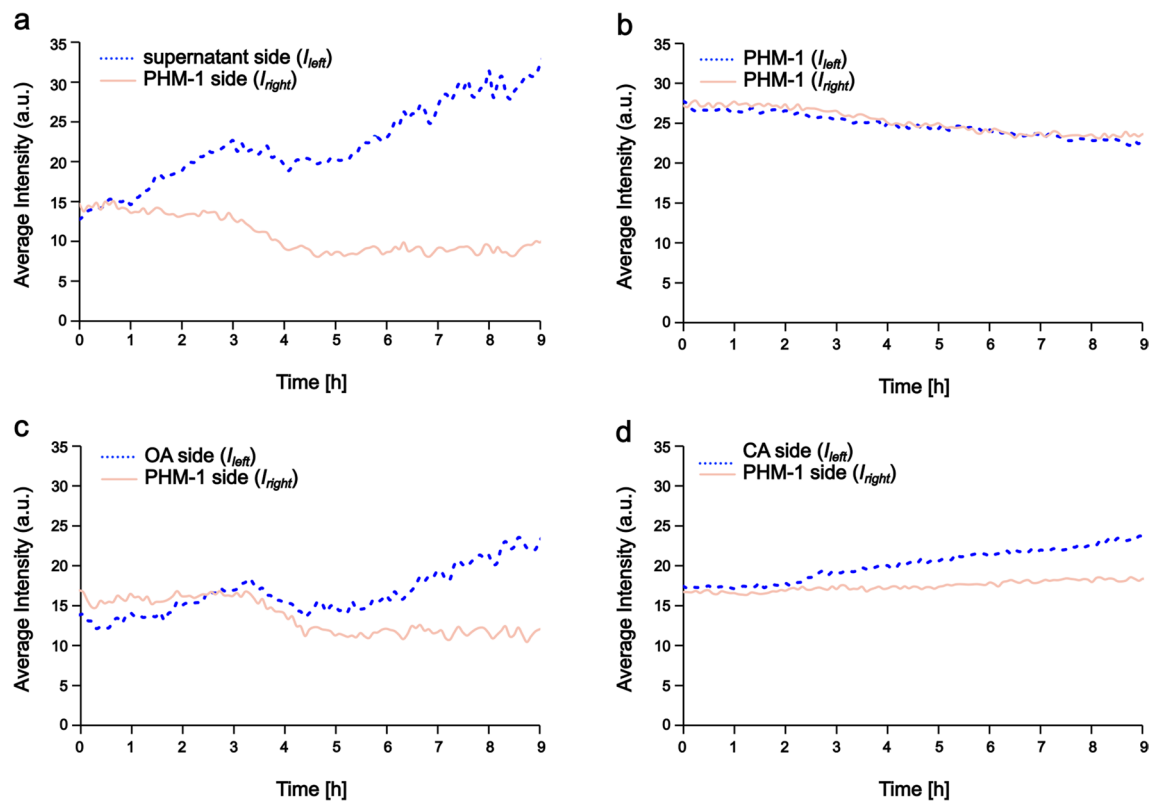 a
supernatant side (Ileft)
PHM-1 side (Iright)
Average Intensity (a.u.)
35
30
25
20
15
10
5
0
0 1 2 3 4 5 6 7 8 9
Time [h]
b
PHM-1 (Ileft)
PHM-1 (Iright)
Average Intensity (a.u.)
35
30
25
20
15
10
5
0
0 1 2 3 4 5 6 7 8 9
Time [h]
c
OA side (Ileft)
PHM-1 side (Iright)
Average Intensity (a.u.)
35
30
25
20
15
10
5
0
0 1 2 3 4 5 6 7 8 9
Time [h]
d
CA side (Ileft)
PHM-1 side (Iright)
Average Intensity (a.u.)
35
30
25
20
15
10
5
0
0 1 2 3 4 5 6 7 8 9
Time [h]